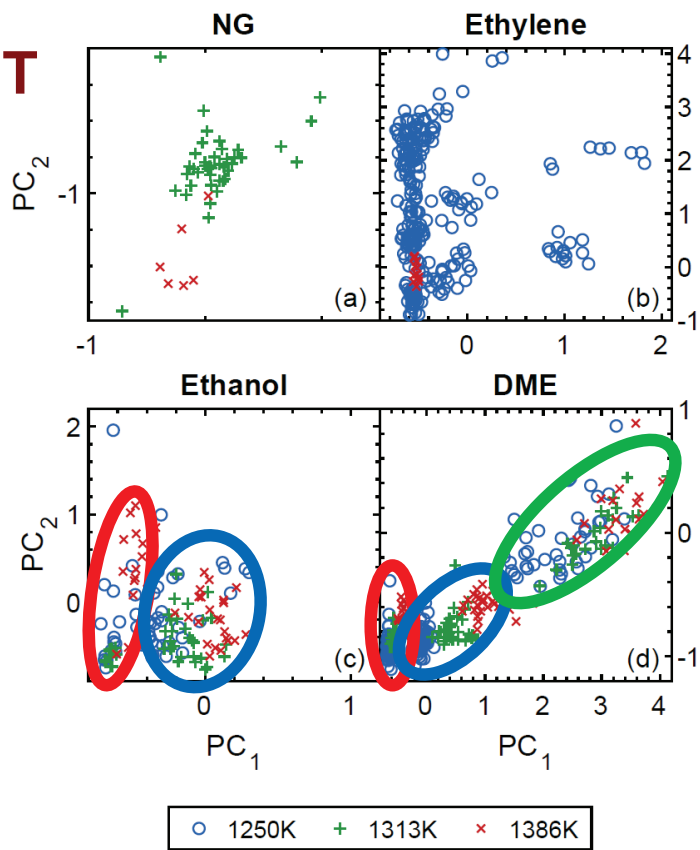 NG Ethylene
T
PC2
-1
(a)
-1
4
3
2
1
0
-1
(b)
0 1 2
Ethanol DME
PC2
2
1
0
(c)
0 1
PC1
1
0
-1
(d)
0 1 2 3 4
PC1
1250K 1313K 1386K